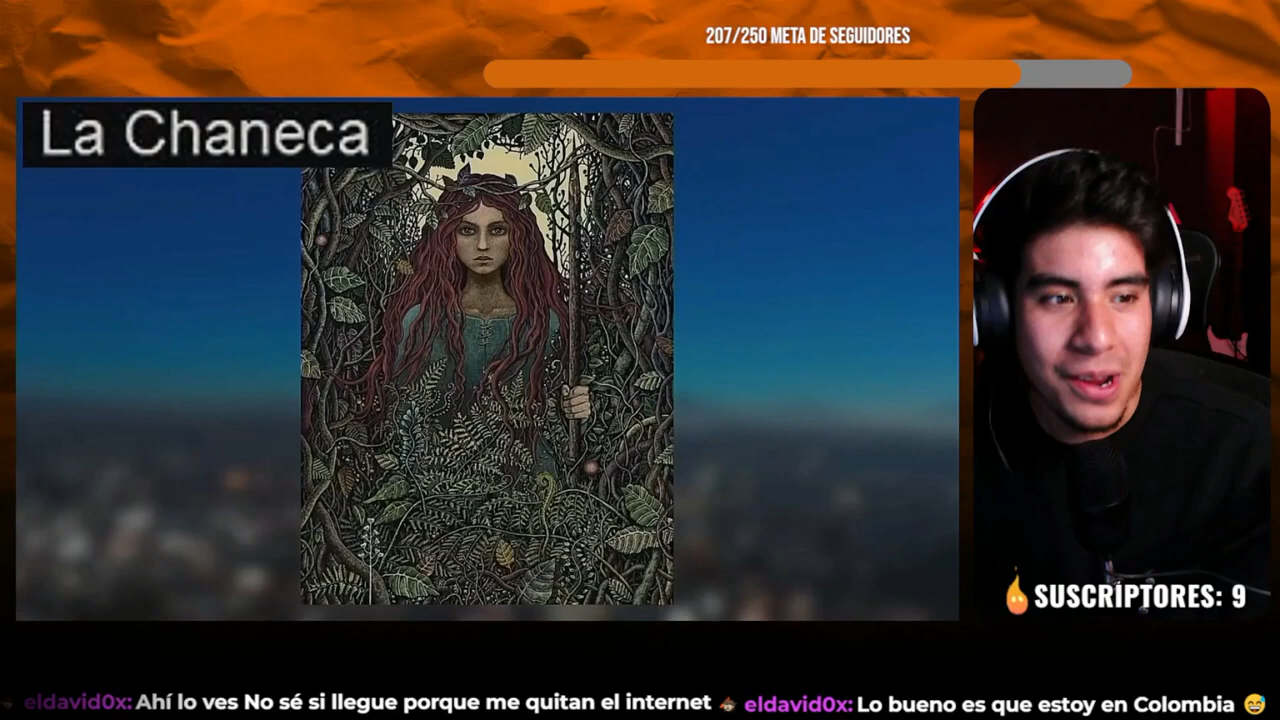 207/250 META DE SEGUIDORES
La Chaneca
SUSCRIPTORES: 9
eldavid0x: Ahí lo ves No sé si llegue porque me quitan el internet eldavid0x: Lo bueno es que estoy en Colombia 😅